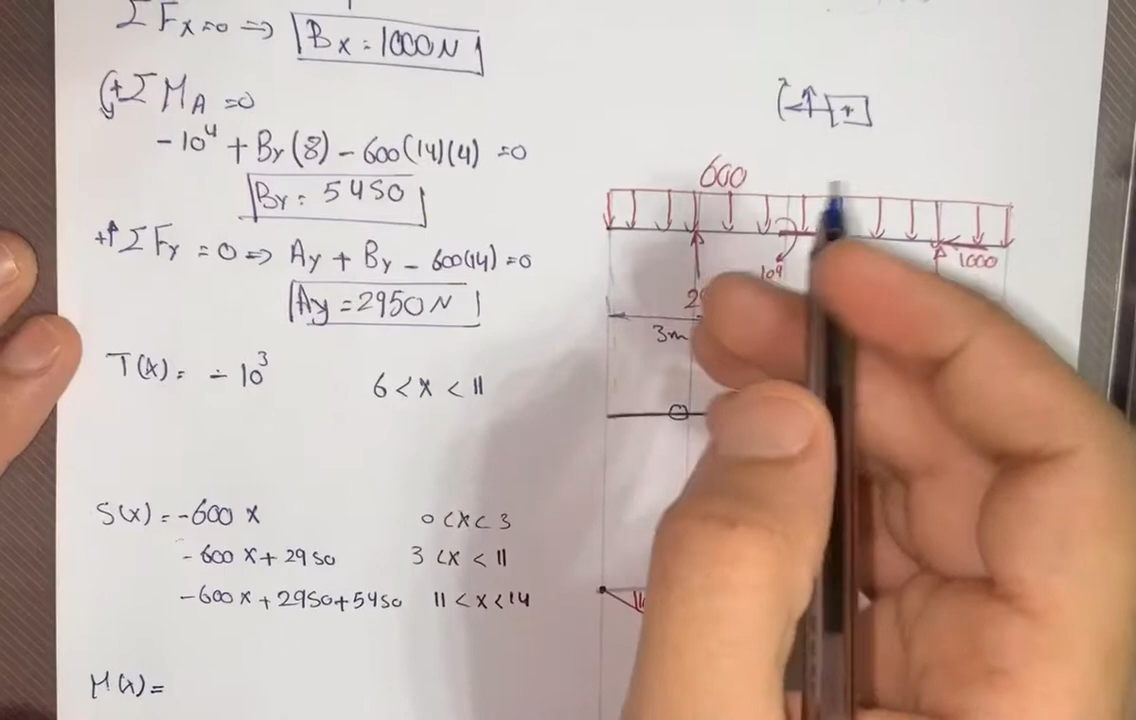 ΣFx=0 => Bx = 1000N
+ΣMA=0
-10⁴ + By(8) - 600(14)(4) =0
By = 5450
+↑ΣFy = 0 => Ay + By - 600(14)=0
Ay = 2950N
T(x) = - 10³ 6 < x < 11
S(x) = -600 x 0 < x < 3
- 600 x + 2950 3 < x < 11
-600x + 2950+5450 11 < x < 14
M(x) =
+
600
10⁴
1000
3m